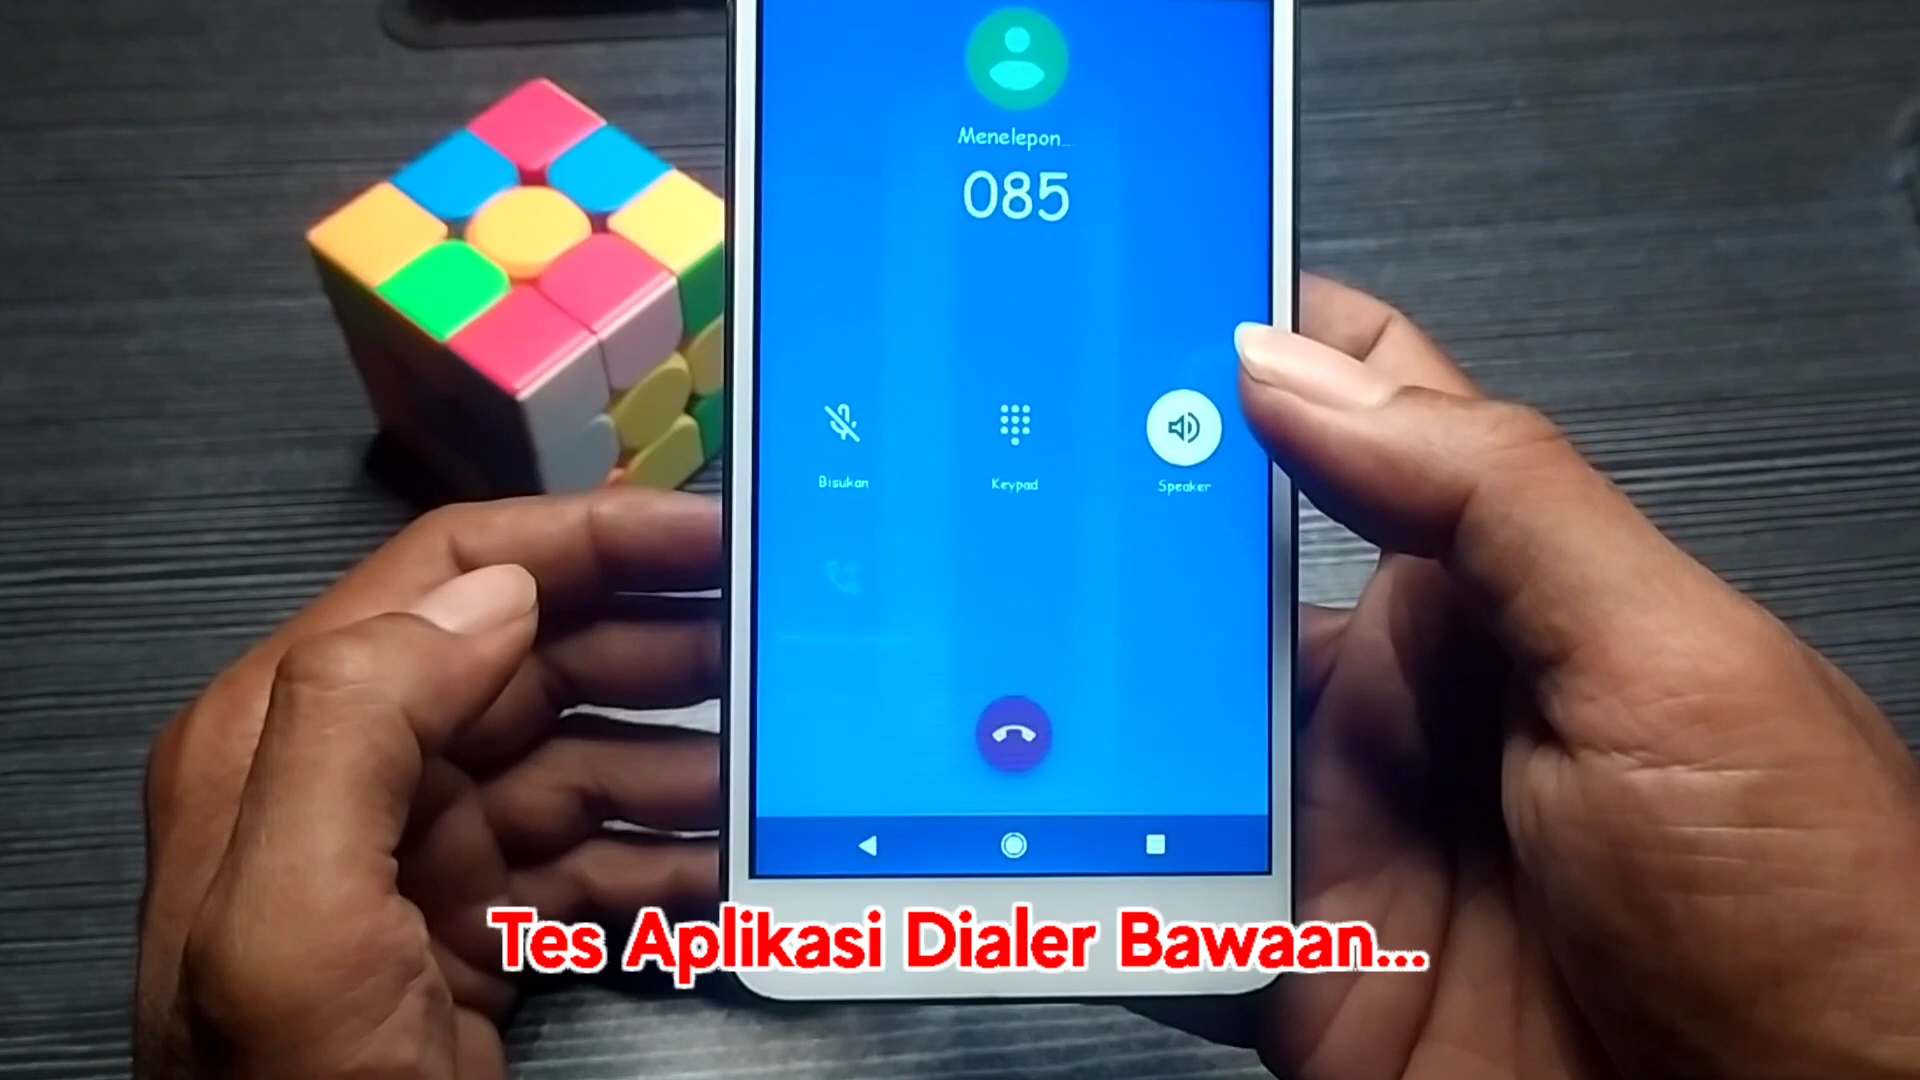 Menelepon...
085
Bisukan
Keypad
Speaker
Tes Aplikasi Dialer Bawaan...